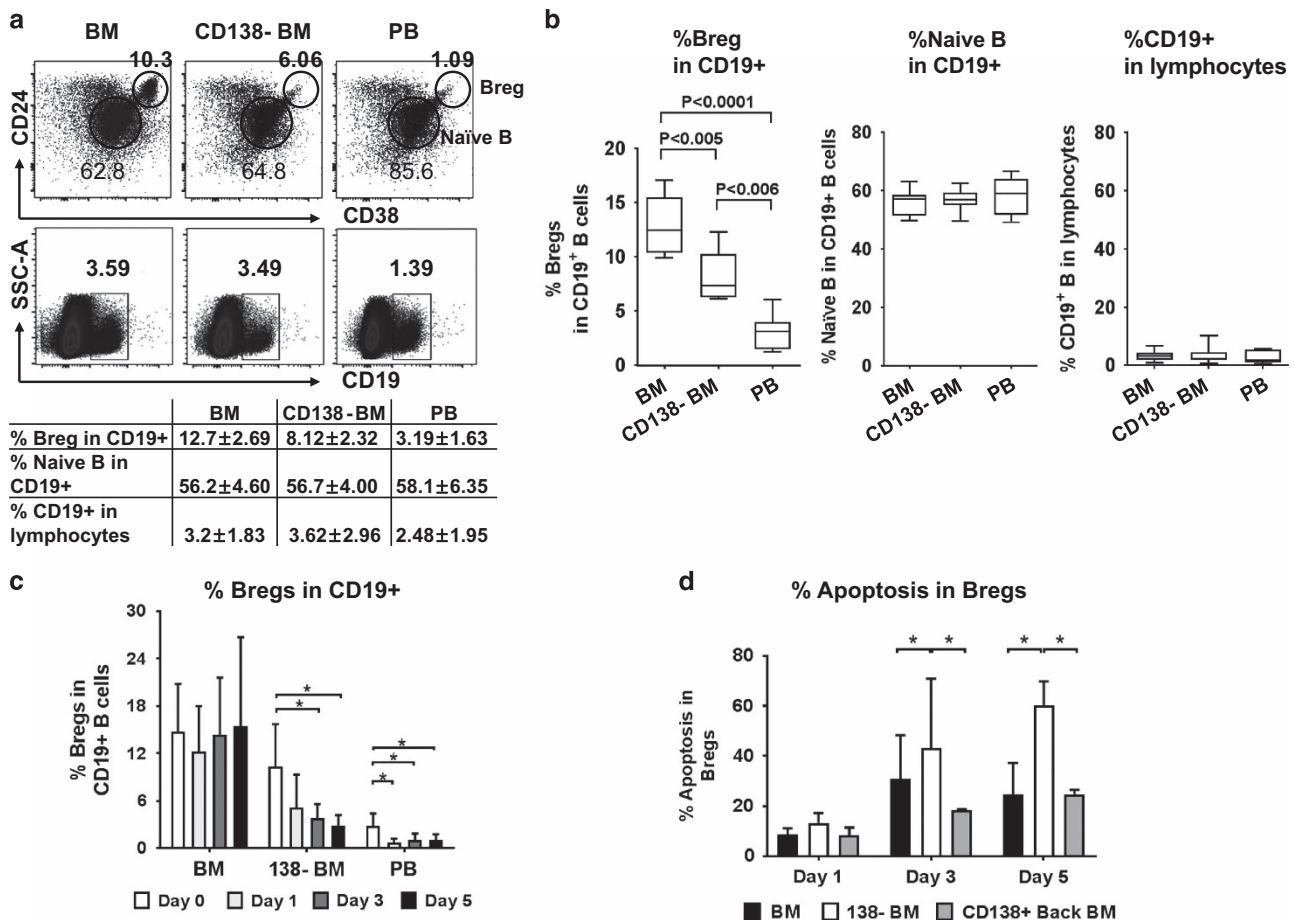 a
BM CD138- BM PB
10.3 6.06 1.09
Breg
CD24
Naïve B
62.8 64.8 85.6
CD38
SSC-A
3.59 3.49 1.39
CD19
BM CD138-BM PB
% Breg in CD19+ 12.7±2.69 8.12±2.32 3.19±1.63
% Naive B in
CD19+ 56.2±4.60 56.7±4.00 58.1±6.35
% CD19+ in
lymphocytes 3.2±1.83 3.62±2.96 2.48±1.95
b
%Breg
in CD19+
P<0.0001
P<0.005
P<0.006
% Bregs
in CD19+ B cells
20
15
10
5
0
BM
CD138- BM
PB
%Naive B
in CD19+
% Naïve B in CD19+ B cells
80
60
40
20
0
BM
CD138- BM
PB
%CD19+
in lymphocytes
% CD19+ B in lymphocytes
80
60
40
20
0
BM
CD138- BM
PB
c
% Bregs in CD19+
% Bregs in
CD19+ B cells
30
24
18
12
6
0
* * * * *
BM 138- BM PB
Day 0 Day 1 Day 3 Day 5
d
% Apoptosis in Bregs
% Apoptosis in
Bregs
80
60
40
20
0
* * * *
Day 1 Day 3 Day 5
BM 138- BM CD138+ Back BM